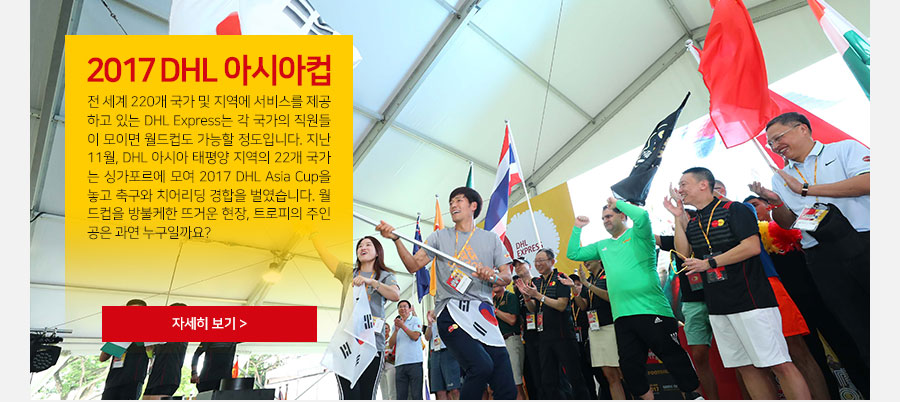 2017 DHL 아시아컵
전 세계 220개 국가 및 지역에 서비스를 제공
하고 있는 DHL Express는 각 국가의 직원들
이 모이면 월드컵도 가능할 정도입니다. 지난
11월, DHL 아시아 태평양 지역의 22개 국가
는 싱가포르에 모여 2017 DHL Asia Cup을
놓고 축구와 치어리딩 경합을 벌였습니다. 월
드컵을 방불케한 뜨거운 현장, 트로피의 주인
공은 과연 누구일까요?
자세히 보기 >
DHL
EXPRESS